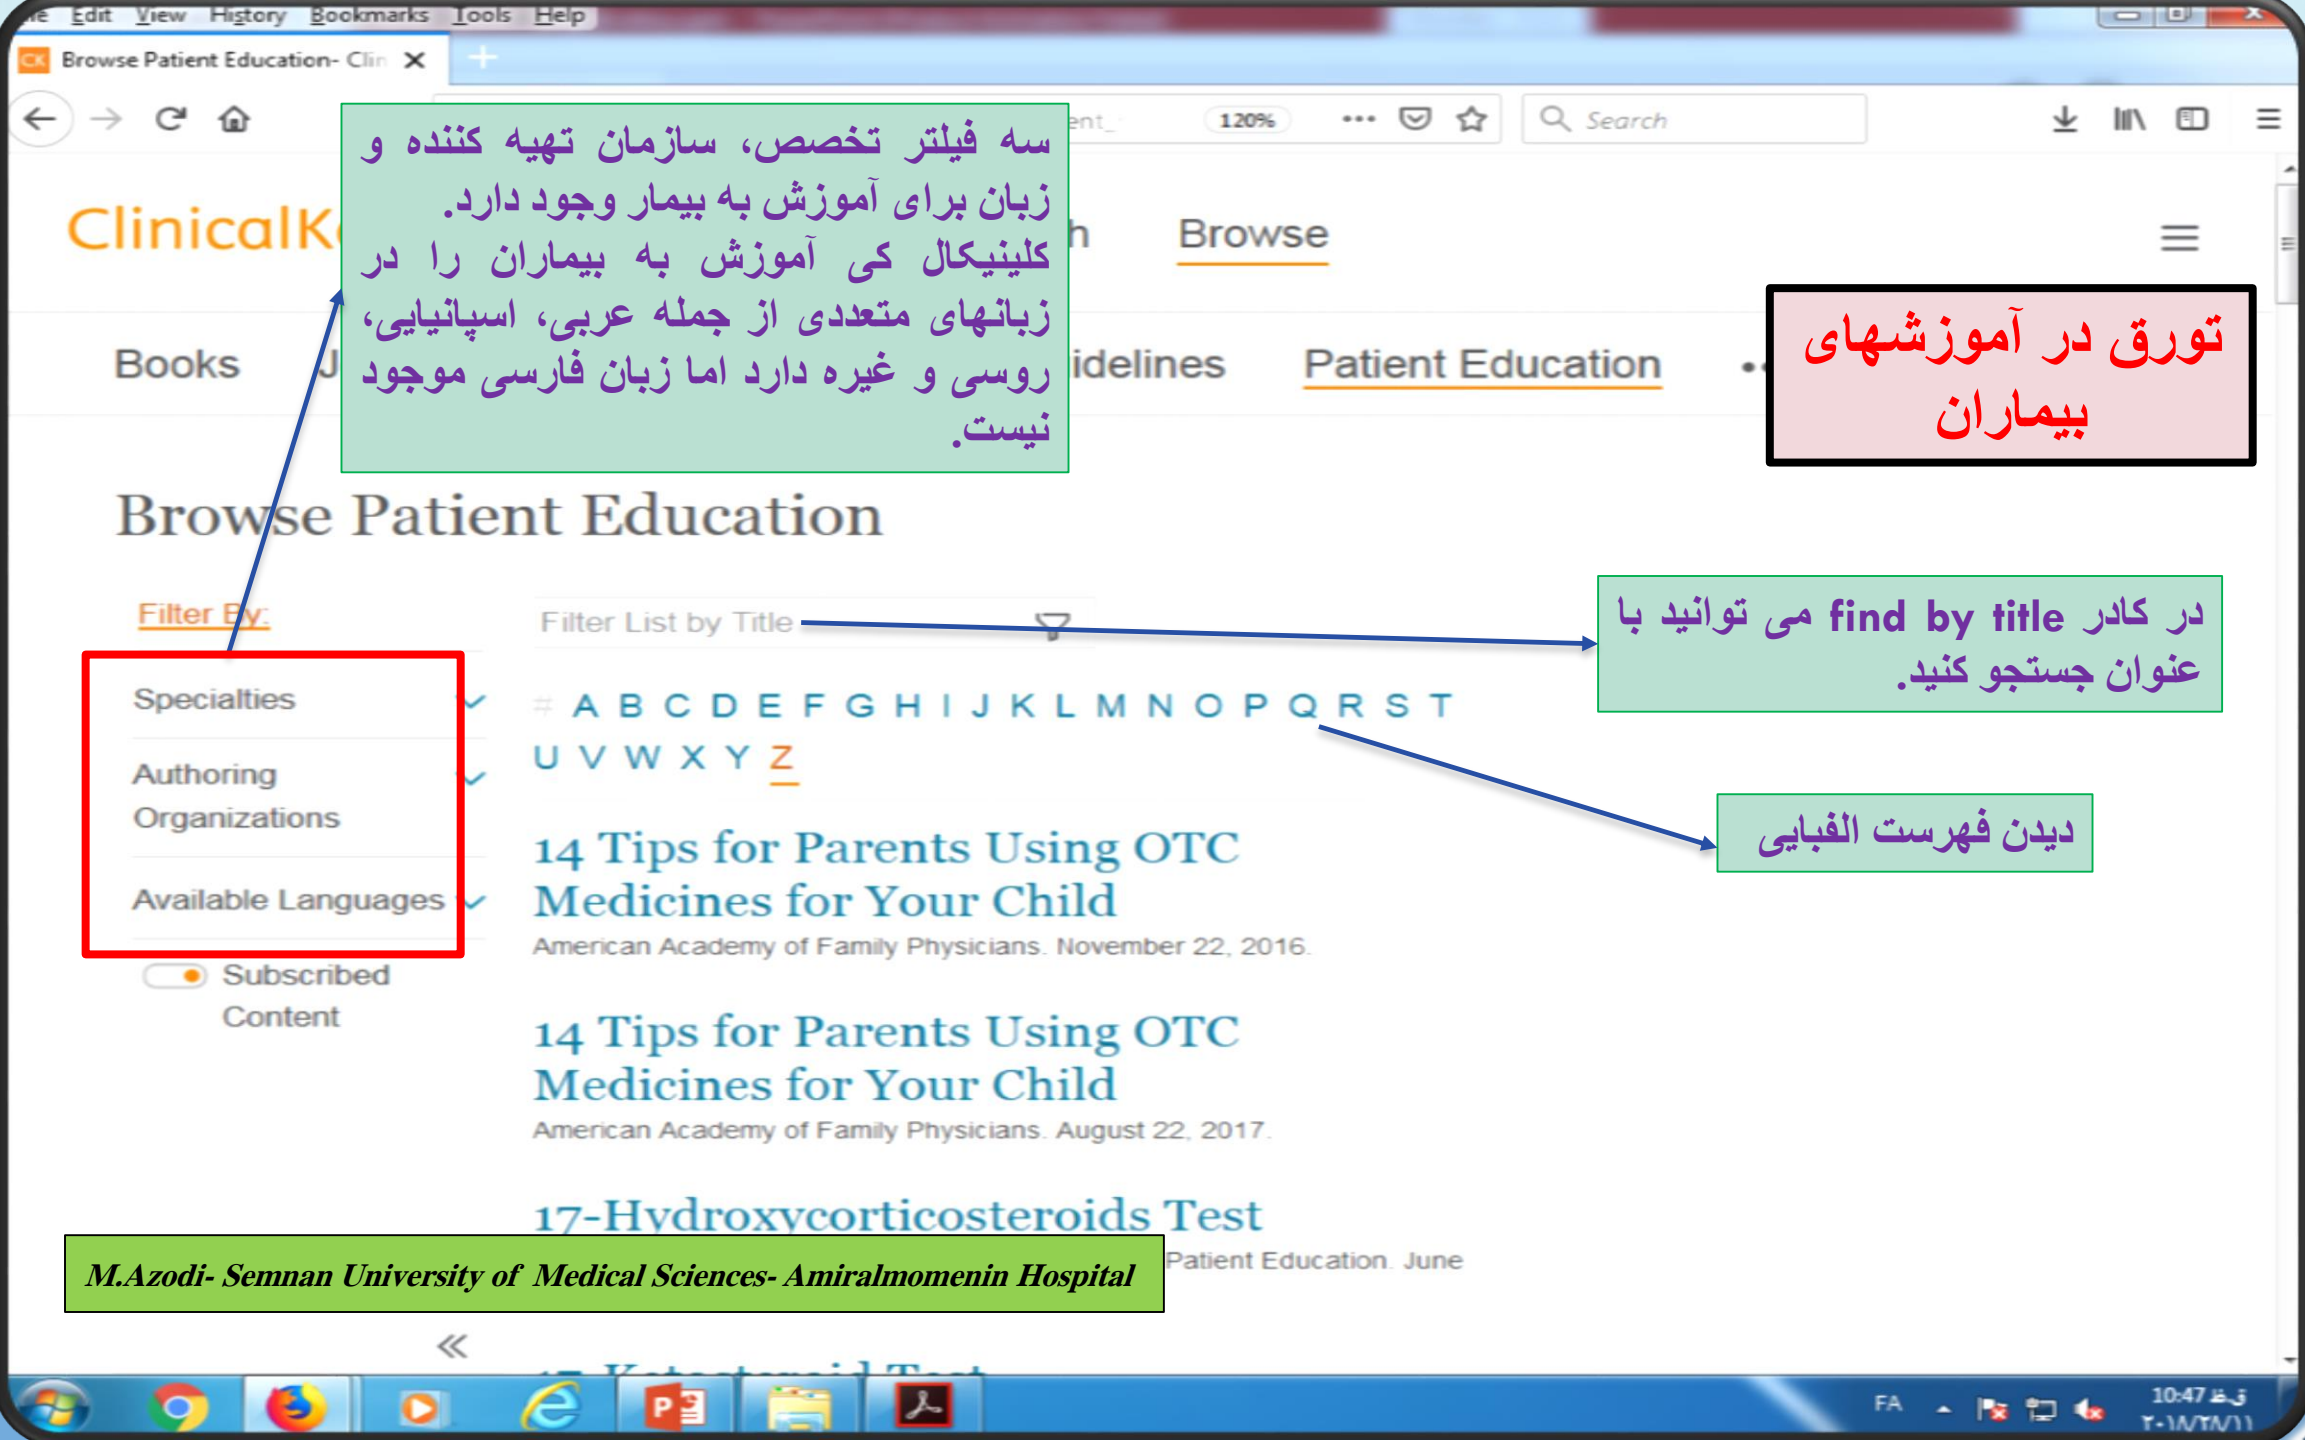 Edit View History Bookmarks Tools Help
CK Browse Patient Education- Clin
120%
Search
ClinicalK
Browse
سه فیلتر تخصص، سازمان تهیه کننده و
زبان برای آموزش به بیمار وجود دارد.
کلینیکال کی آموزش به بیماران را در
زبانهای متعددی از جمله عربی، اسپانیایی،
روسی و غیره دارد اما زبان فارسی موجود
نیست.
تورق در آموزشهای
بیماران
Books
Patient Education
Browse Patient Education
Filter By:
Filter List by Title
در کادر find by title می توانید با
عنوان جستجو کنید.
Specialties
Authoring
Organizations
Available Languages
Subscribed
Content
# A B C D E F G H I J K L M N O P Q R S T
U V W X Y Z
دیدن فهرست الفبایی
14 Tips for Parents Using OTC
Medicines for Your Child
American Academy of Family Physicians. November 22, 2016.
14 Tips for Parents Using OTC
Medicines for Your Child
American Academy of Family Physicians. August 22, 2017.
17-Hydroxycorticosteroids Test
Patient Education. June
M.Azodi- Semnan University of Medical Sciences- Amiralmomenin Hospital
FA
10:47 ق.ظ